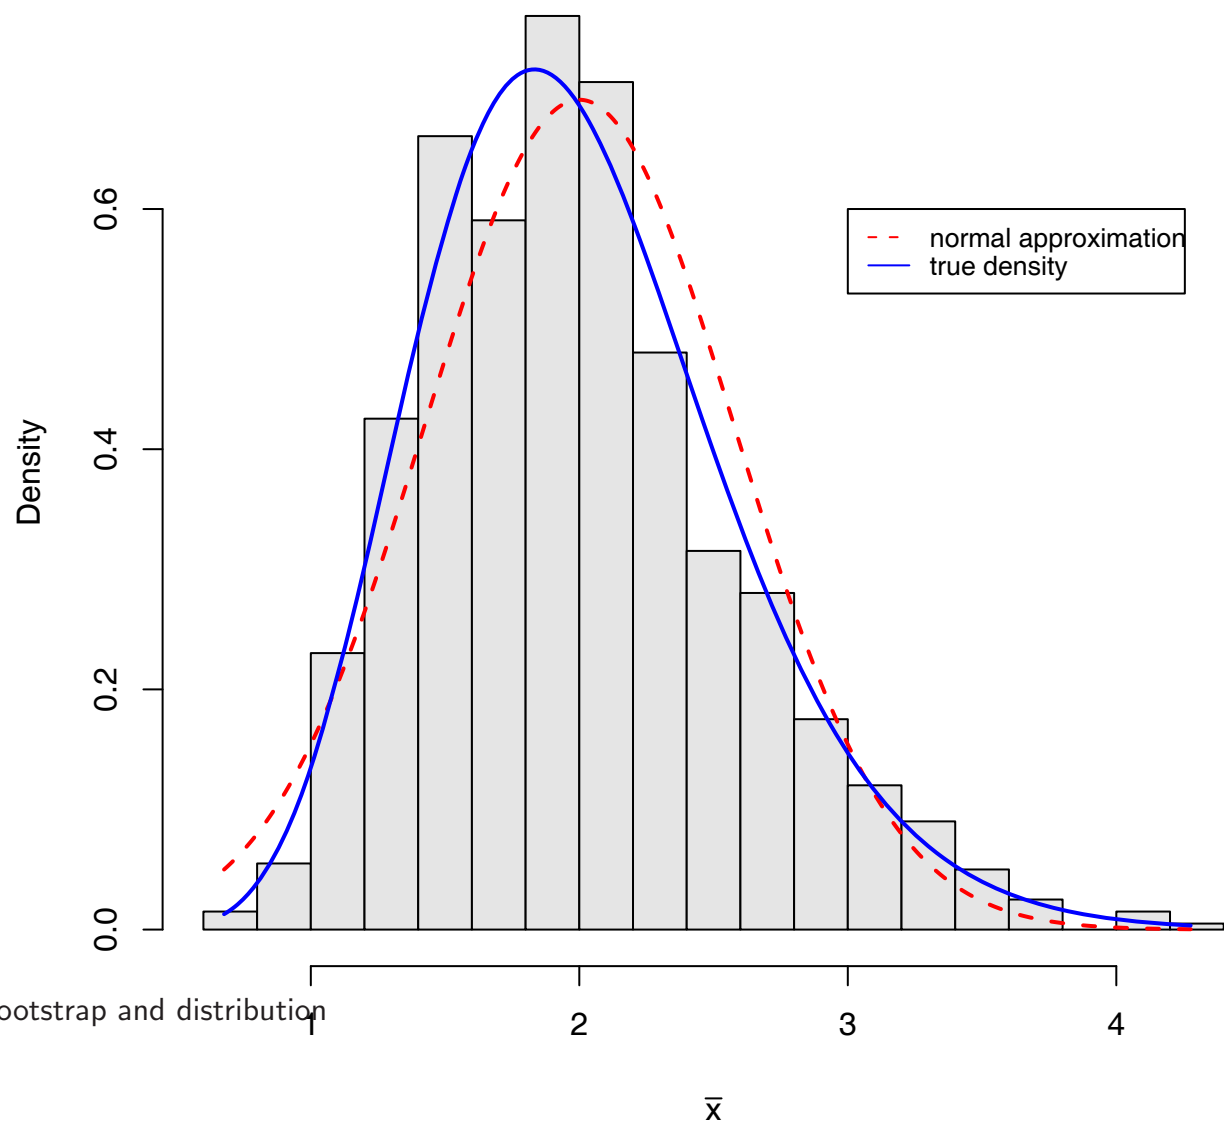 Density
0.0
0.2
0.4
0.6
normal approximation
true density
ootstrap and distribution
1
2
3
4
x̅